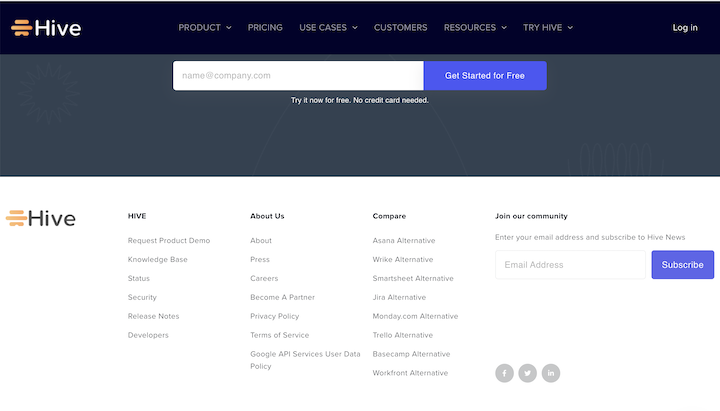 Hive
PRODUCT
PRICING
USE CASES
CUSTOMERS
RESOURCES
TRY HIVE
Log in
name@company.com
Get Started for Free
Try it now for free. No credit card needed.
Hive
HIVE
Request Product Demo
Knowledge Base
Status
Security
Release Notes
Developers
About Us
About
Press
Careers
Become A Partner
Privacy Policy
Terms of Service
Google API Services User Data
Policy
Compare
Asana Alternative
Wrike Alternative
Smartsheet Alternative
Jira Alternative
Monday.com Alternative
Trello Alternative
Basecamp Alternative
Workfront Alternative
Join our community
Enter your email address and subscribe to Hive News
Email Address
Subscribe